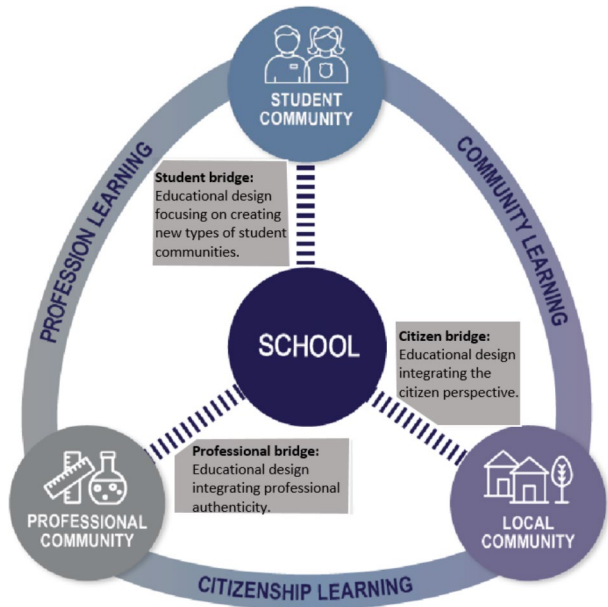 STUDENT
COMMUNITY
PROFESSION LEARNING
COMMUNITY LEARNING
Student bridge:
Educational design
focusing on creating
new types of student
communities.
SCHOOL
Citizen bridge:
Educational design
integrating the
citizen perspective.
Professional bridge:
Educational design
integrating professional
authenticity.
PROFESSIONAL
COMMUNITY
LOCAL
COMMUNITY
CITIZENSHIP LEARNING